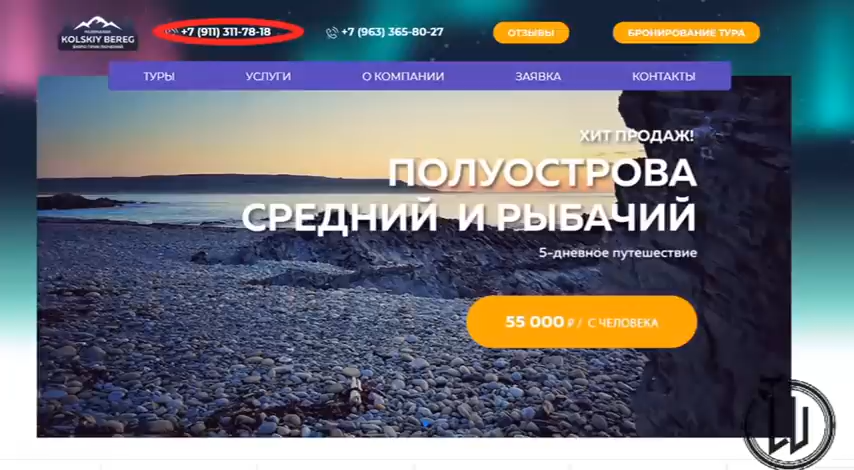 KOLSKIY BEREG
+7 (911) 311-78-18
+7 (963) 365-80-27
ОТЗЫВЫ
БРОНИРОВАНИЕ ТУРА
ТУРЫ
УСЛУГИ
О КОМПАНИИ
ЗАЯВКА
КОНТАКТЫ
ХИТ ПРОДАЖ!
ПОЛУОСТРОВА
СРЕДНИЙ И РЫБАЧИЙ
5-дневное путешествие
55 000 ₽ / С ЧЕЛОВЕКА